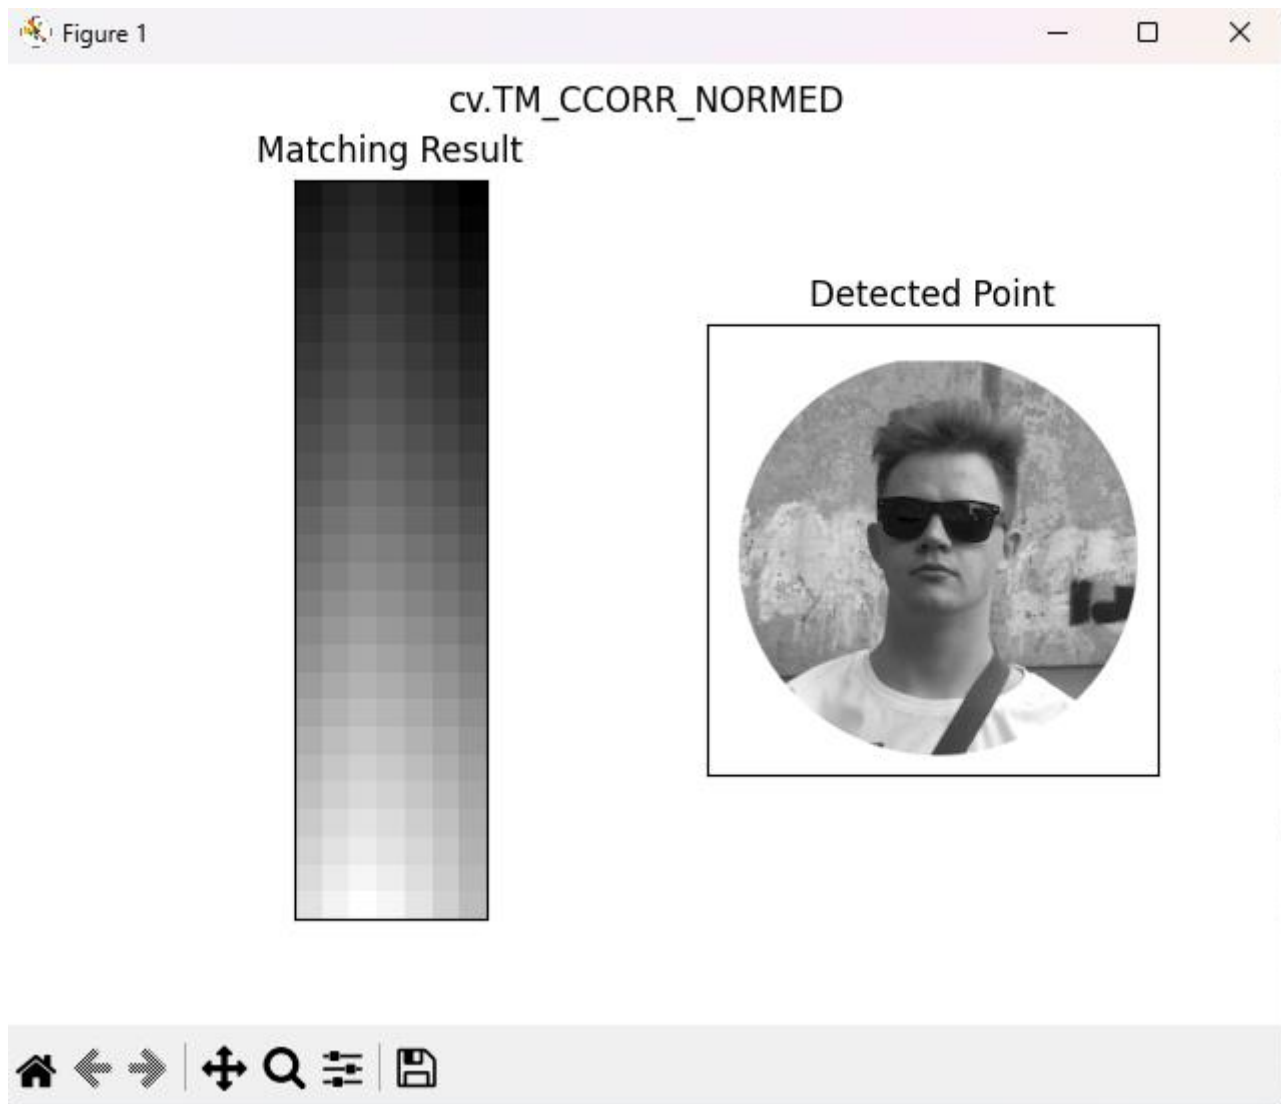 Figure 1
cv.TM_CCORR_NORMED
Matching Result
Detected Point